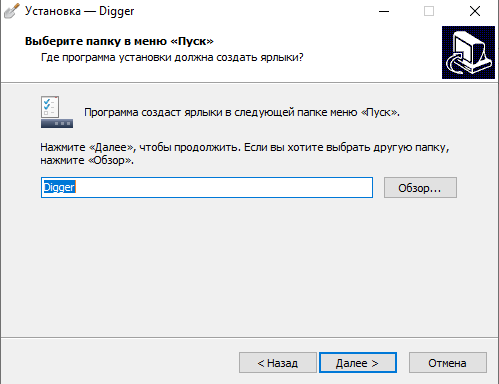 Установка — Digger
Выберите папку в меню «Пуск»
Где программа установки должна создать ярлыки?
Программа создаст ярлыки в следующей папке меню «Пуск».
Нажмите «Далее», чтобы продолжить. Если вы хотите выбрать другую папку,
нажмите «Обзор».
Digger
Обзор...
< Назад
Далее >
Отмена